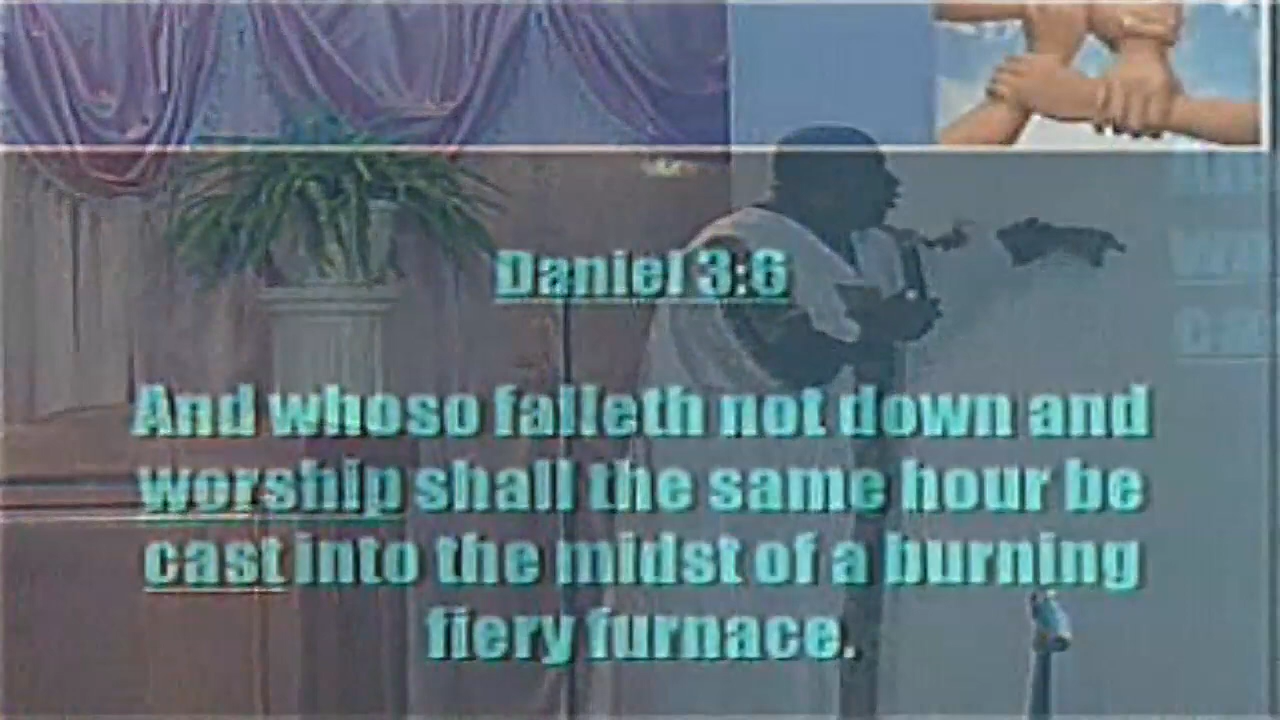 Daniel 3:6
And whoso falleth not down and
worship shall the same hour be
cast into the midst of a burning
fiery furnace.